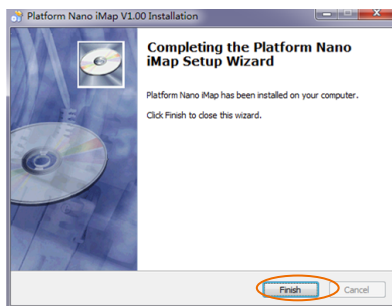 Platform Nano iMap V1.00 Installation
Completing the Platform Nano
iMap Setup Wizard
Platform Nano iMap has been installed on your computer.
Click Finish to close this wizard.
Finish
Cancel